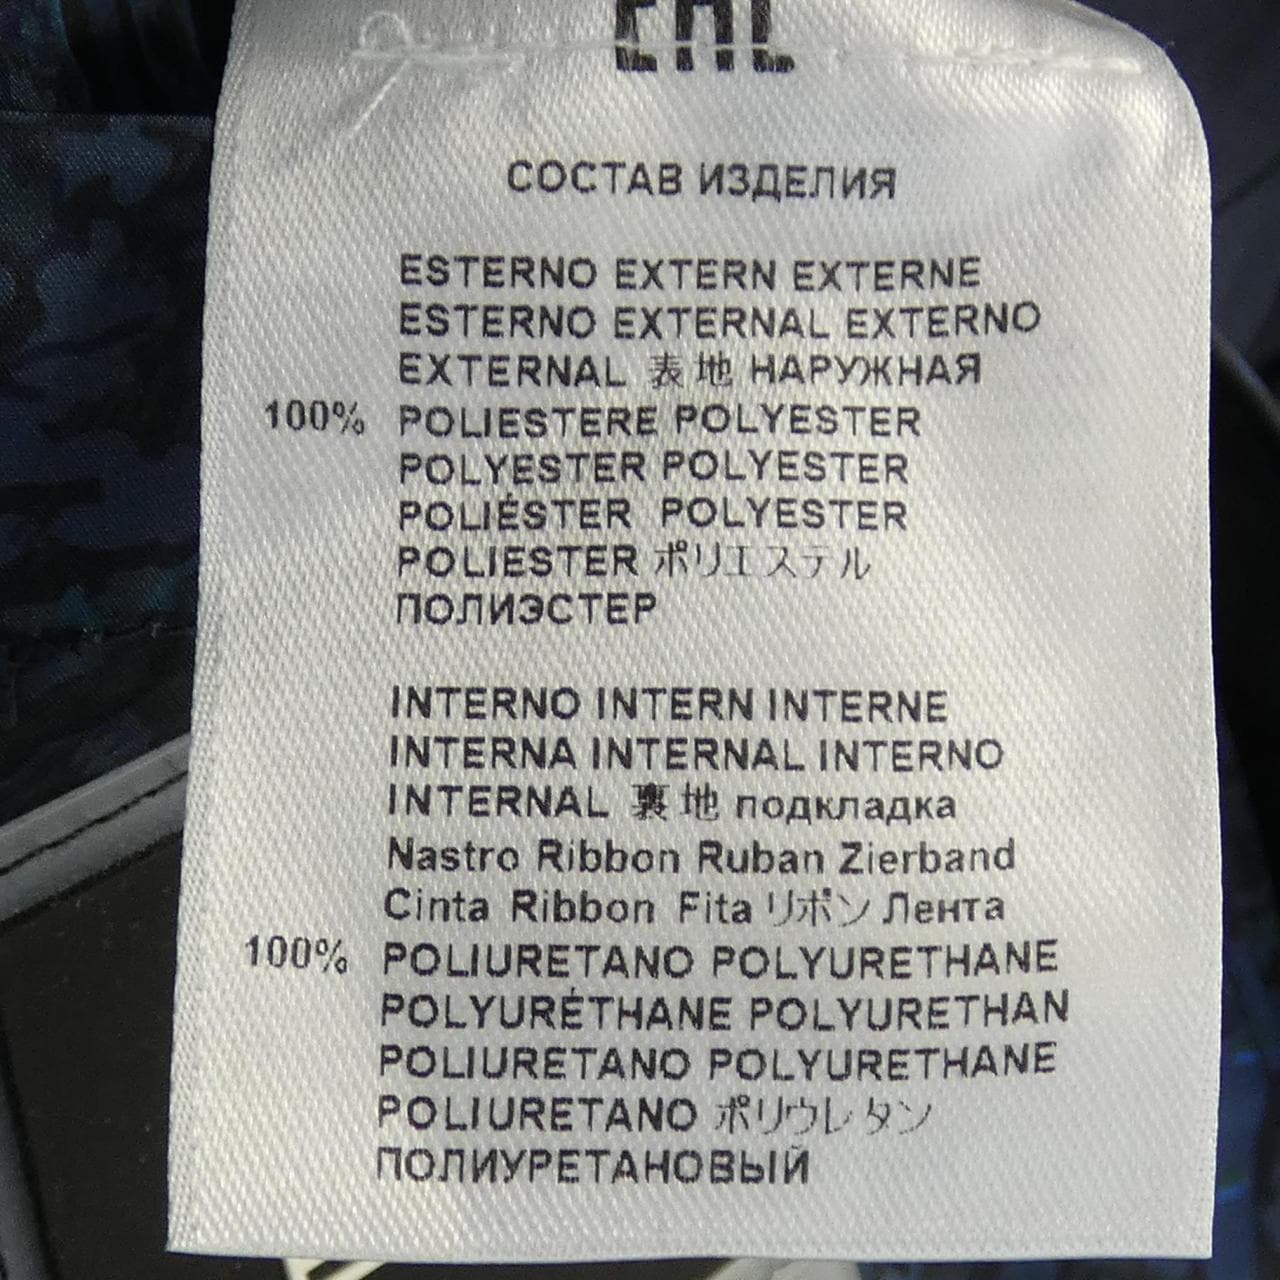 EAC
СОСТАВ ИЗДЕЛИЯ
ESTERNO EXTERN EXTERNE
ESTERNO EXTERNAL EXTERNO
EXTERNAL 表地 НАРУЖНАЯ
100% POLIESTERE POLYESTER
POLYESTER POLYESTER
POLIÉSTER POLYESTER
POLIESTER ポリエステル
ПОЛИЭСТЕР
INTERNO INTERN INTERNE
INTERNA INTERNAL INTERNO
INTERNAL 裏地 подкладка
Nastro Ribbon Ruban Zierband
Cinta Ribbon Fita リボン Лента
100% POLIURETANO POLYURETHANE
POLYURÉTHANE POLYURETHAN
POLIURETANO POLYURETHANE
POLIURETANO ポリウレタン
ПОЛИУРЕТАНОВЫЙ